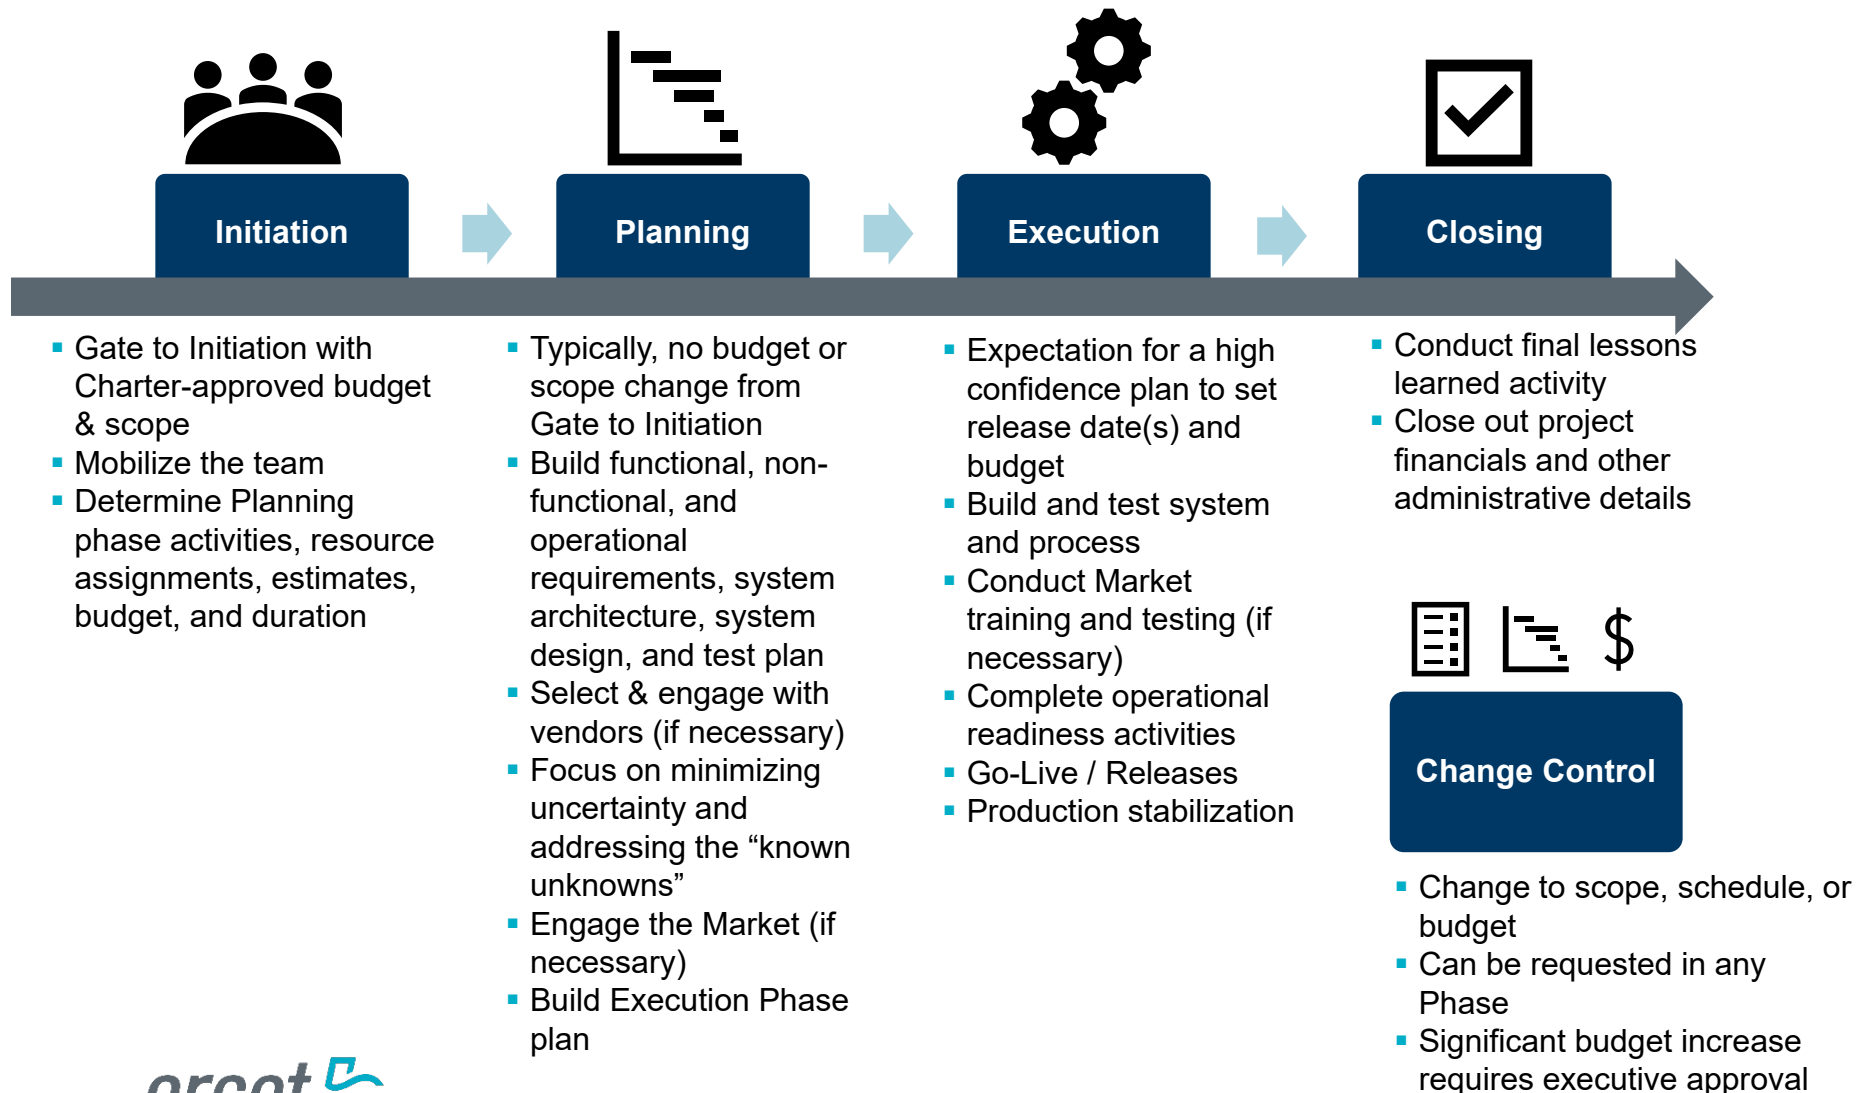 Initiation
Planning
Execution
Closing
Gate to Initiation with
Charter-approved budget
& scope
Mobilize the team
Determine Planning
phase activities, resource
assignments, estimates,
budget, and duration
Typically, no budget or
scope change from
Gate to Initiation
Build functional, non-
functional, and
operational
requirements, system
architecture, system
design, and test plan
Select & engage with
vendors (if necessary)
Focus on minimizing
uncertainty and
addressing the “known
unknowns”
Engage the Market (if
necessary)
Build Execution Phase
plan
Expectation for a high
confidence plan to set
release date(s) and
budget
Build and test system
and process
Conduct Market
training and testing (if
necessary)
Complete operational
readiness activities
Go-Live / Releases
Production stabilization
Conduct final lessons
learned activity
Close out project
financials and other
administrative details
$
Change Control
Change to scope, schedule, or
budget
Can be requested in any
Phase
Significant budget increase
requires executive approval
ercot